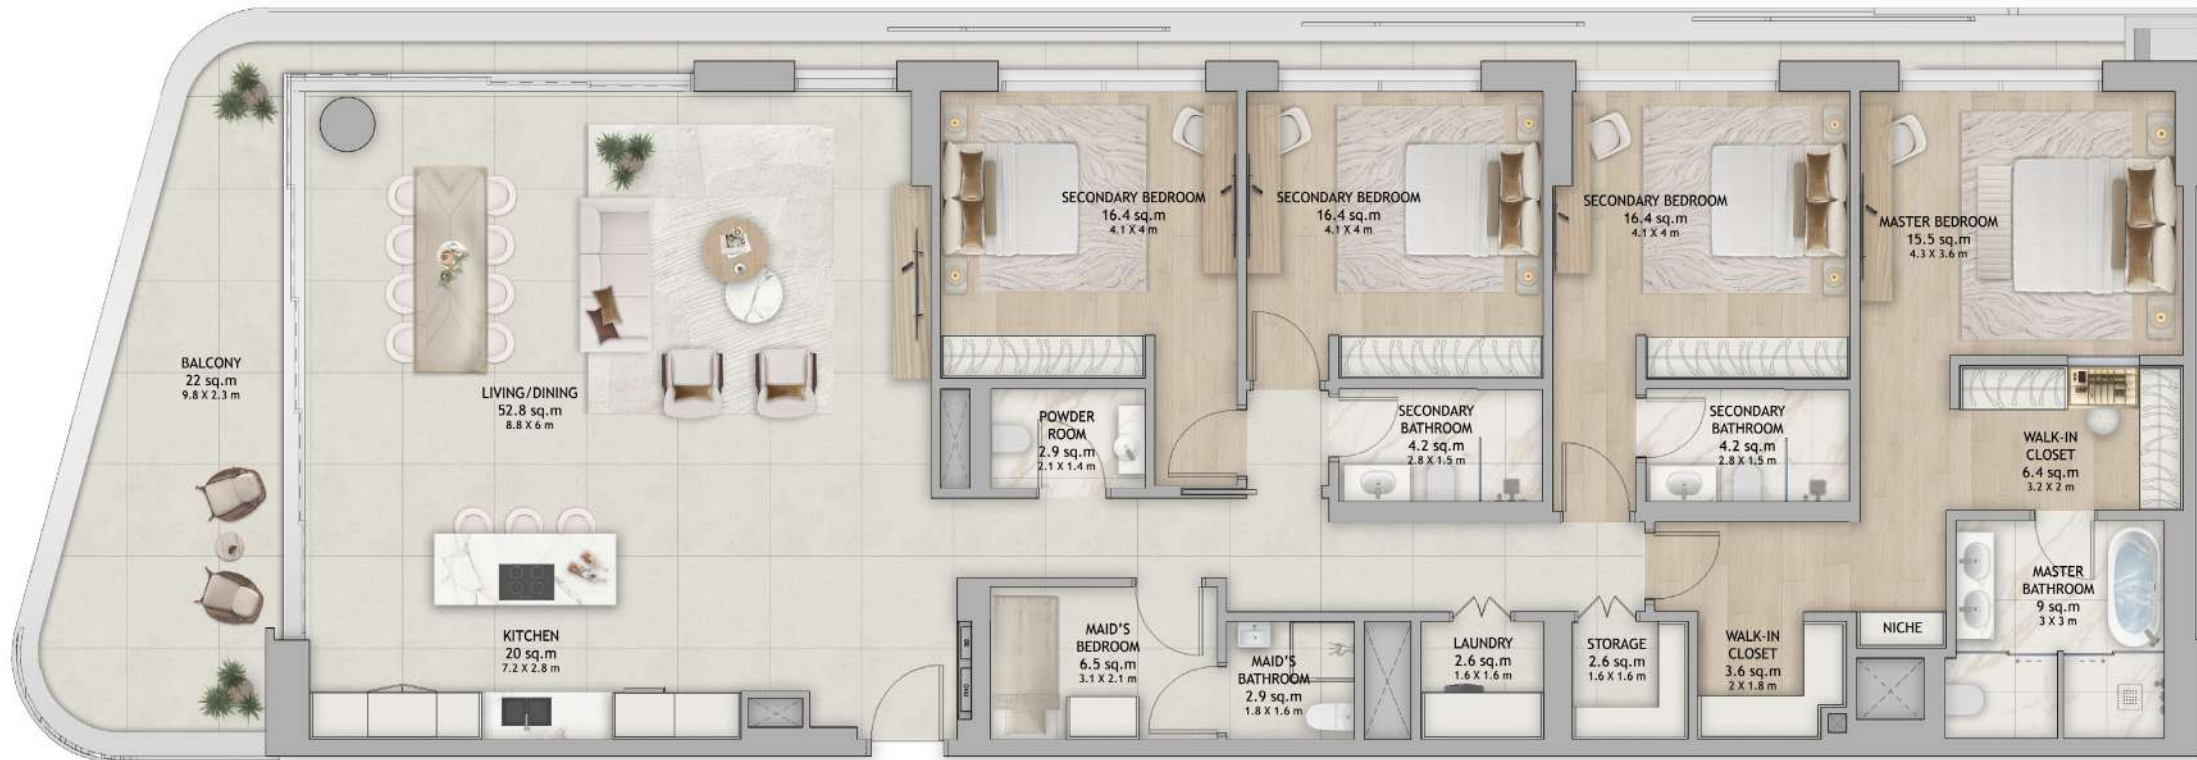 SECONDARY BEDROOM
16.4 sq.m
4.1 X 4 m
SECONDARY BEDROOM
16.4 sq.m
4.1 X 4 m
SECONDARY BEDROOM
16.4 sq.m
4.1 X 4 m
MASTER BEDROOM
15.5 sq.m
4.3 X 3.6 m
BALCONY
22 sq.m
9.8 X 2.3 m
LIVING/DINING
52.8 sq.m
8.8 X 6 m
POWDER
ROOM
2.9 sq.m
2.1 X 1.4 m
SECONDARY
BATHROOM
4.2 sq.m
2.8 X 1.5 m
SECONDARY
BATHROOM
4.2 sq.m
2.8 X 1.5 m
WALK-IN
CLOSET
6.4 sq.m
3.2 X 2 m
KITCHEN
20 sq.m
7.2 X 2.8 m
MAID'S
BEDROOM
6.5 sq.m
3.1 X 2.1 m
MAID'S
BATHROOM
2.9 sq.m
1.8 X 1.6 m
LAUNDRY
2.6 sq.m
1.6 X 1.6 m
STORAGE
2.6 sq.m
1.6 X 1.6 m
WALK-IN
CLOSET
3.6 sq.m
2 X 1.8 m
NICHE
MASTER
BATHROOM
9 sq.m
3 X 3 m